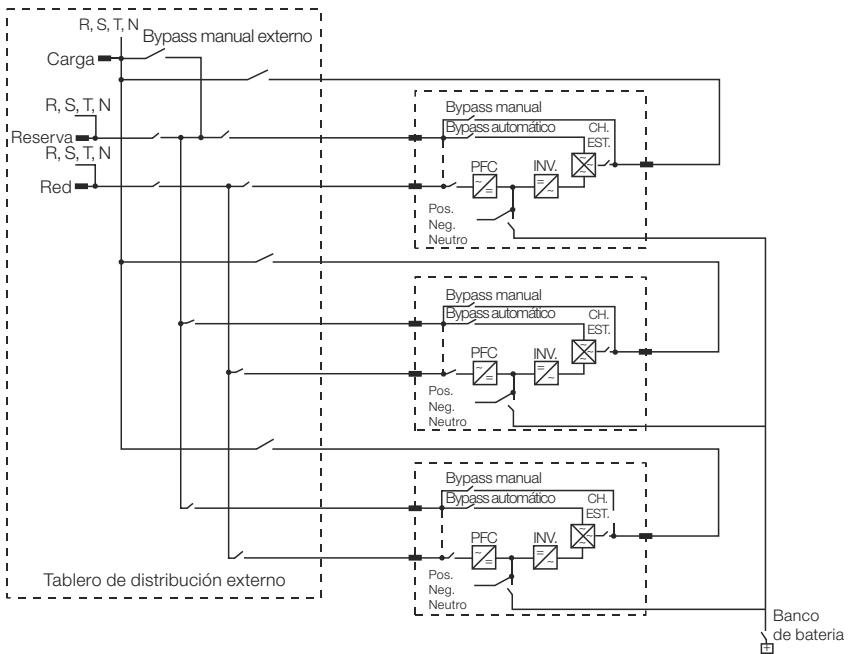 R, S, T, N
Bypass manual externo
Carga
R, S, T, N
Reserva
R, S, T, N
Red
Bypass manual
Bypass automático
CH.
EST.
PFC
INV.
Pos.
Neg.
Neutro
Bypass manual
Bypass automático
CH.
EST.
PFC
INV.
Pos.
Neg.
Neutro
Bypass manual
Bypass automático
CH.
EST.
PFC
INV.
Pos.
Neg.
Neutro
Tablero de distribución externo
Banco
de bateria